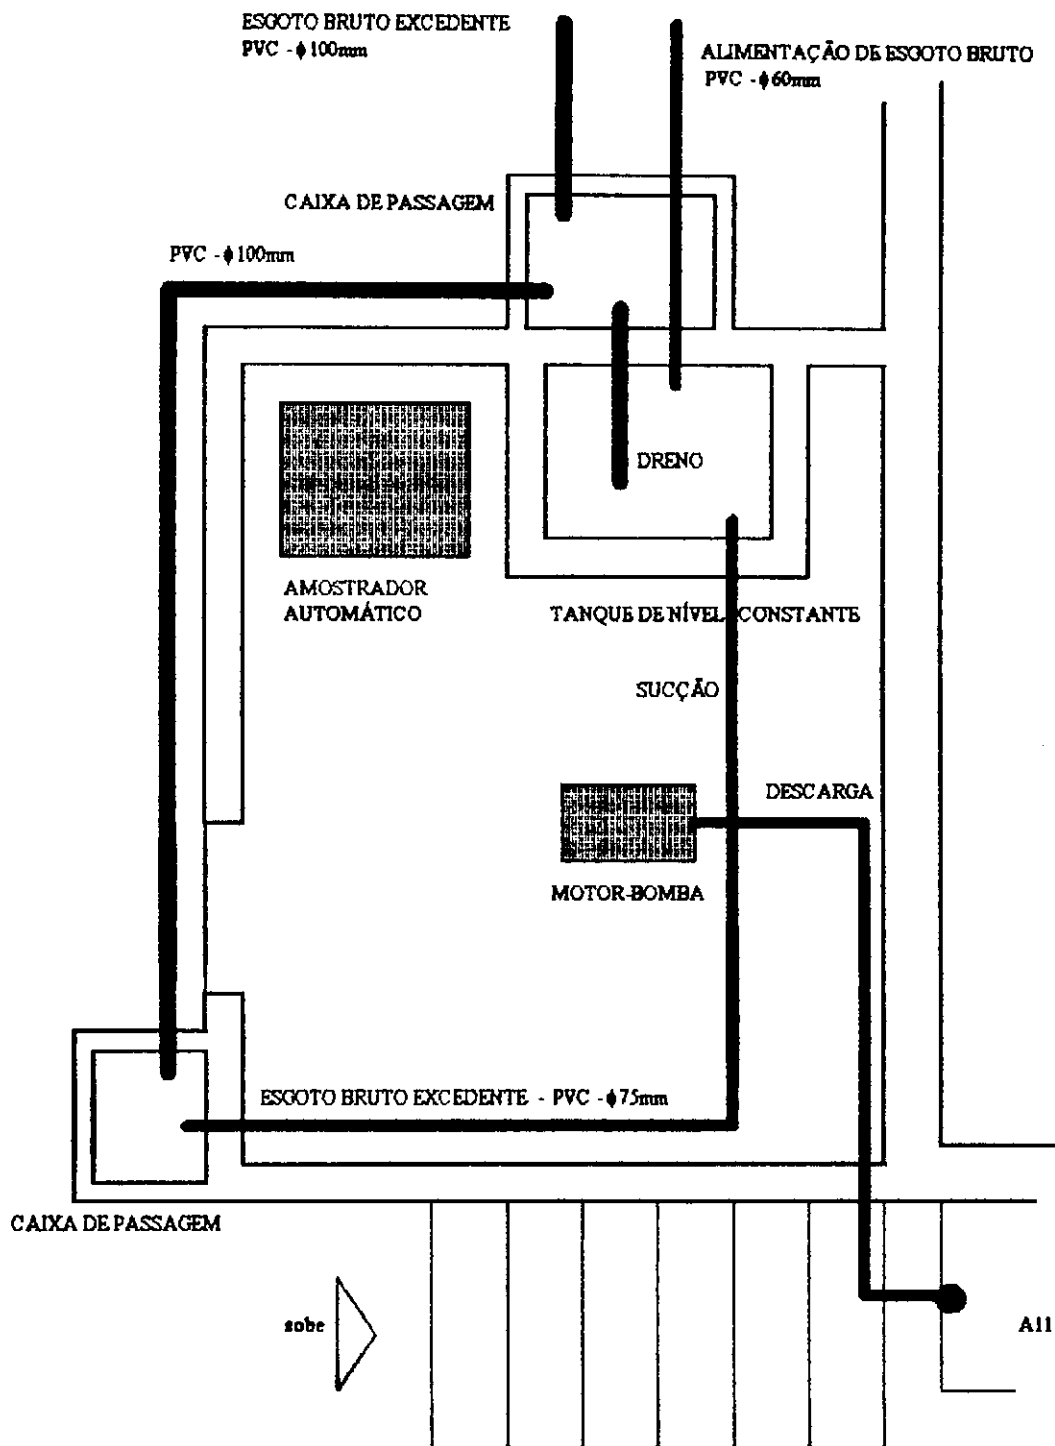 ESGOTO BRUTO EXCEDENTE
PVC - ϕ100mm
ALIMENTAÇÃO DE ESGOTO BRUTO
PVC - ϕ60mm
CAIXA DE PASSAGEM
PVC - ϕ100mm
DRENO
AMOSTRADOR
AUTOMÁTICO
TANQUE DE NÍVEL CONSTANTE
SUCÇÃO
DESCARGA
MOTOR-BOMBA
ESGOTO BRUTO EXCEDENTE - PVC - ϕ75mm
CAIXA DE PASSAGEM
sobe
A11